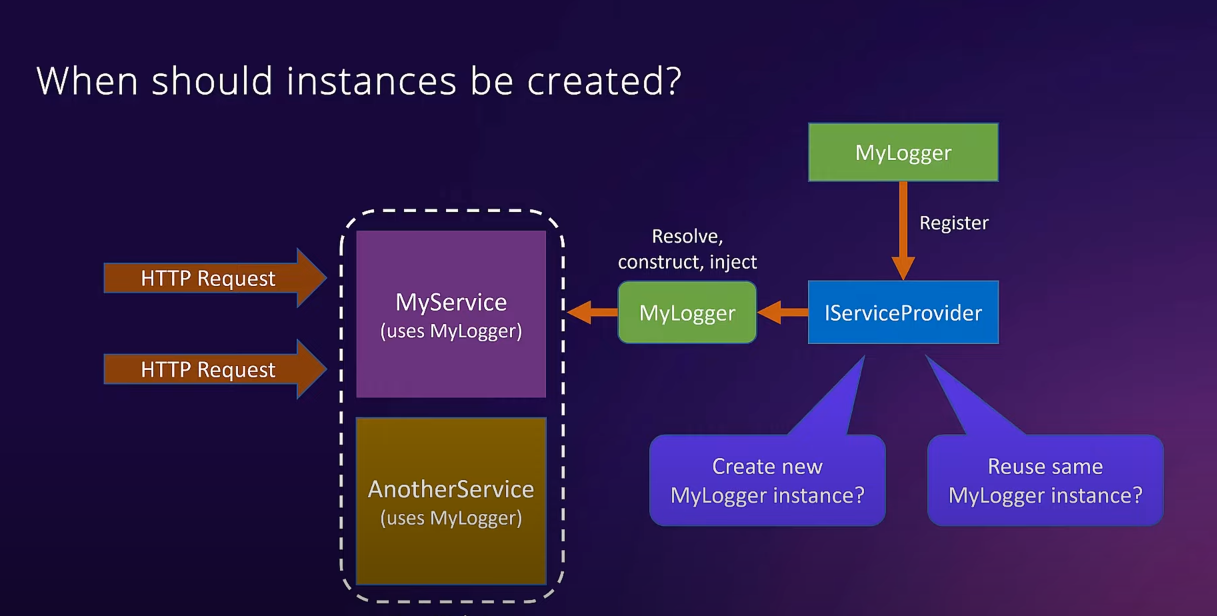 When should instances be created?
MyLogger
Register
Resolve,
construct, inject
HTTP Request
MyService
(uses MyLogger)
MyLogger
IServiceProvider
HTTP Request
AnotherService
(uses MyLogger)
Create new
MyLogger instance?
Reuse same
MyLogger instance?